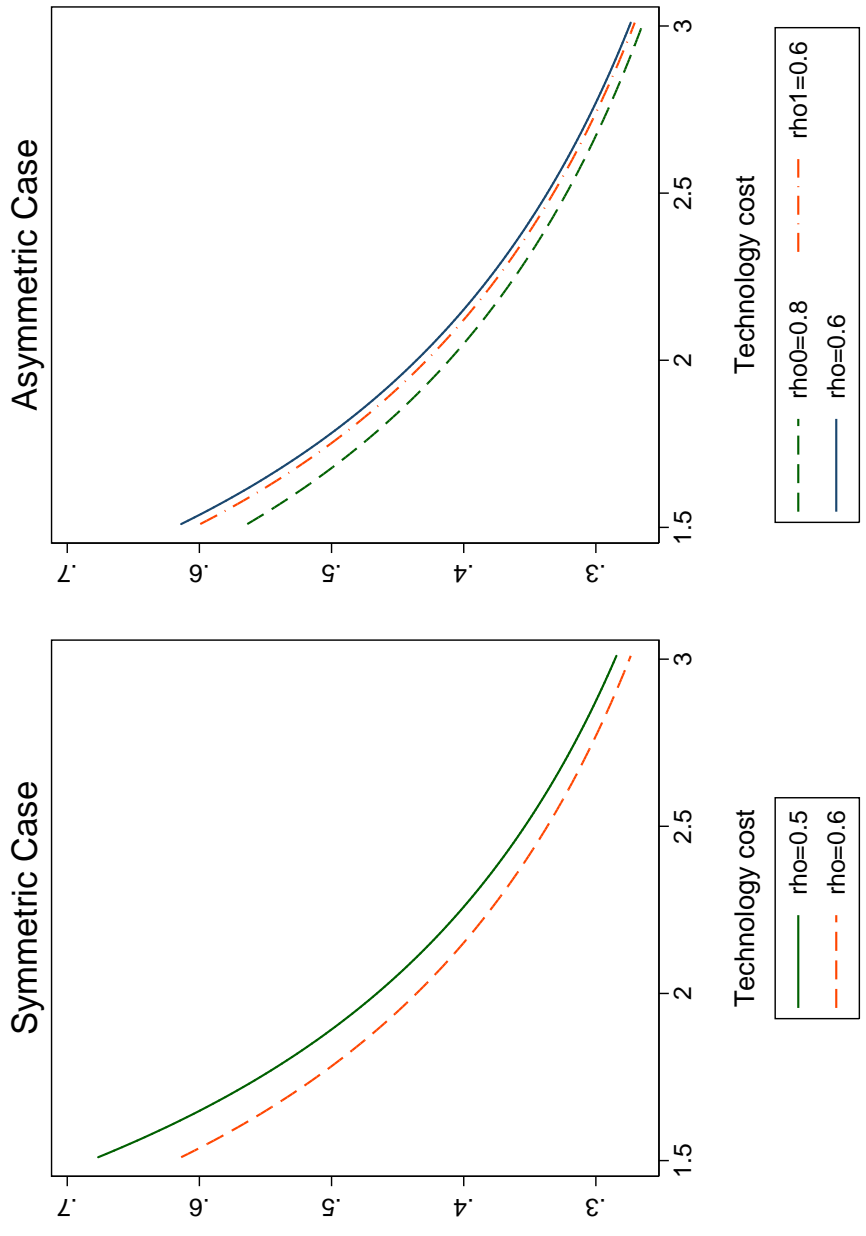 Symmetric Case
.7
.6
.5
.4
.3
1.5
2
2.5
3
Technology cost
rho=0.5
rho=0.6
Asymmetric Case
.7
.6
.5
.4
.3
1.5
2
2.5
3
Technology cost
rho0=0.8
rho1=0.6
rho=0.6